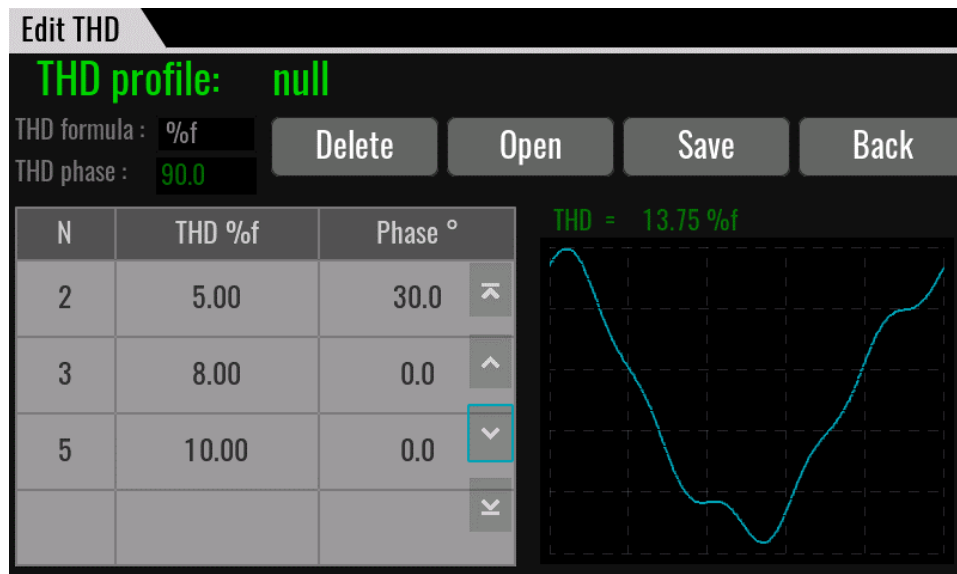 Edit THD
THD profile: null
THD formula : %f
THD phase : 90.0
Delete Open Save Back
THD = 13.75 %f
N THD %f Phase °
2 5.00 30.0
3 8.00 0.0
5 10.00 0.0